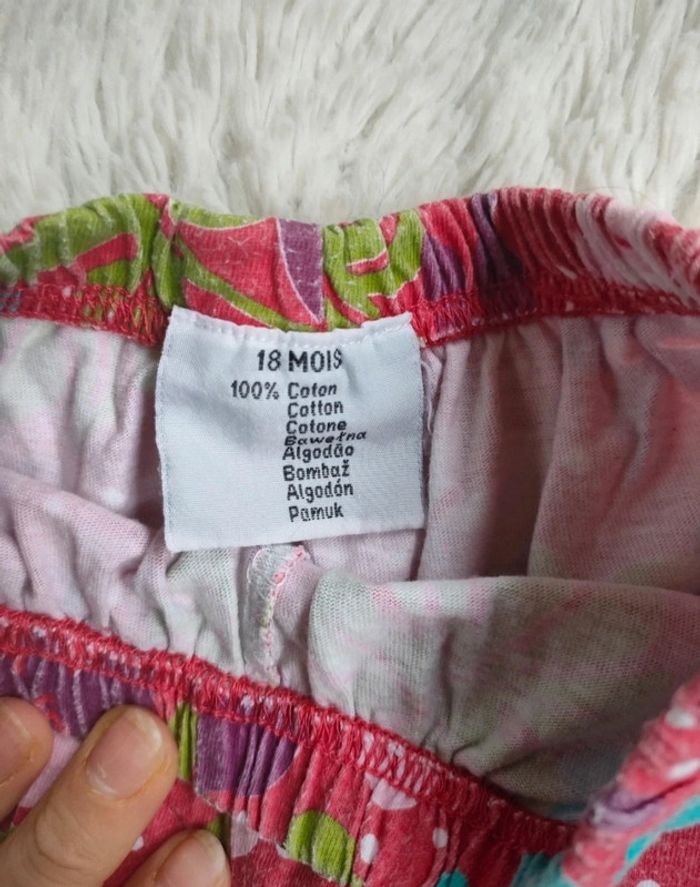 18 MOIS
100% Coton
Cotton
Cotone
Bawełna
Algodão
Bombaž
Algodón
Pamuk